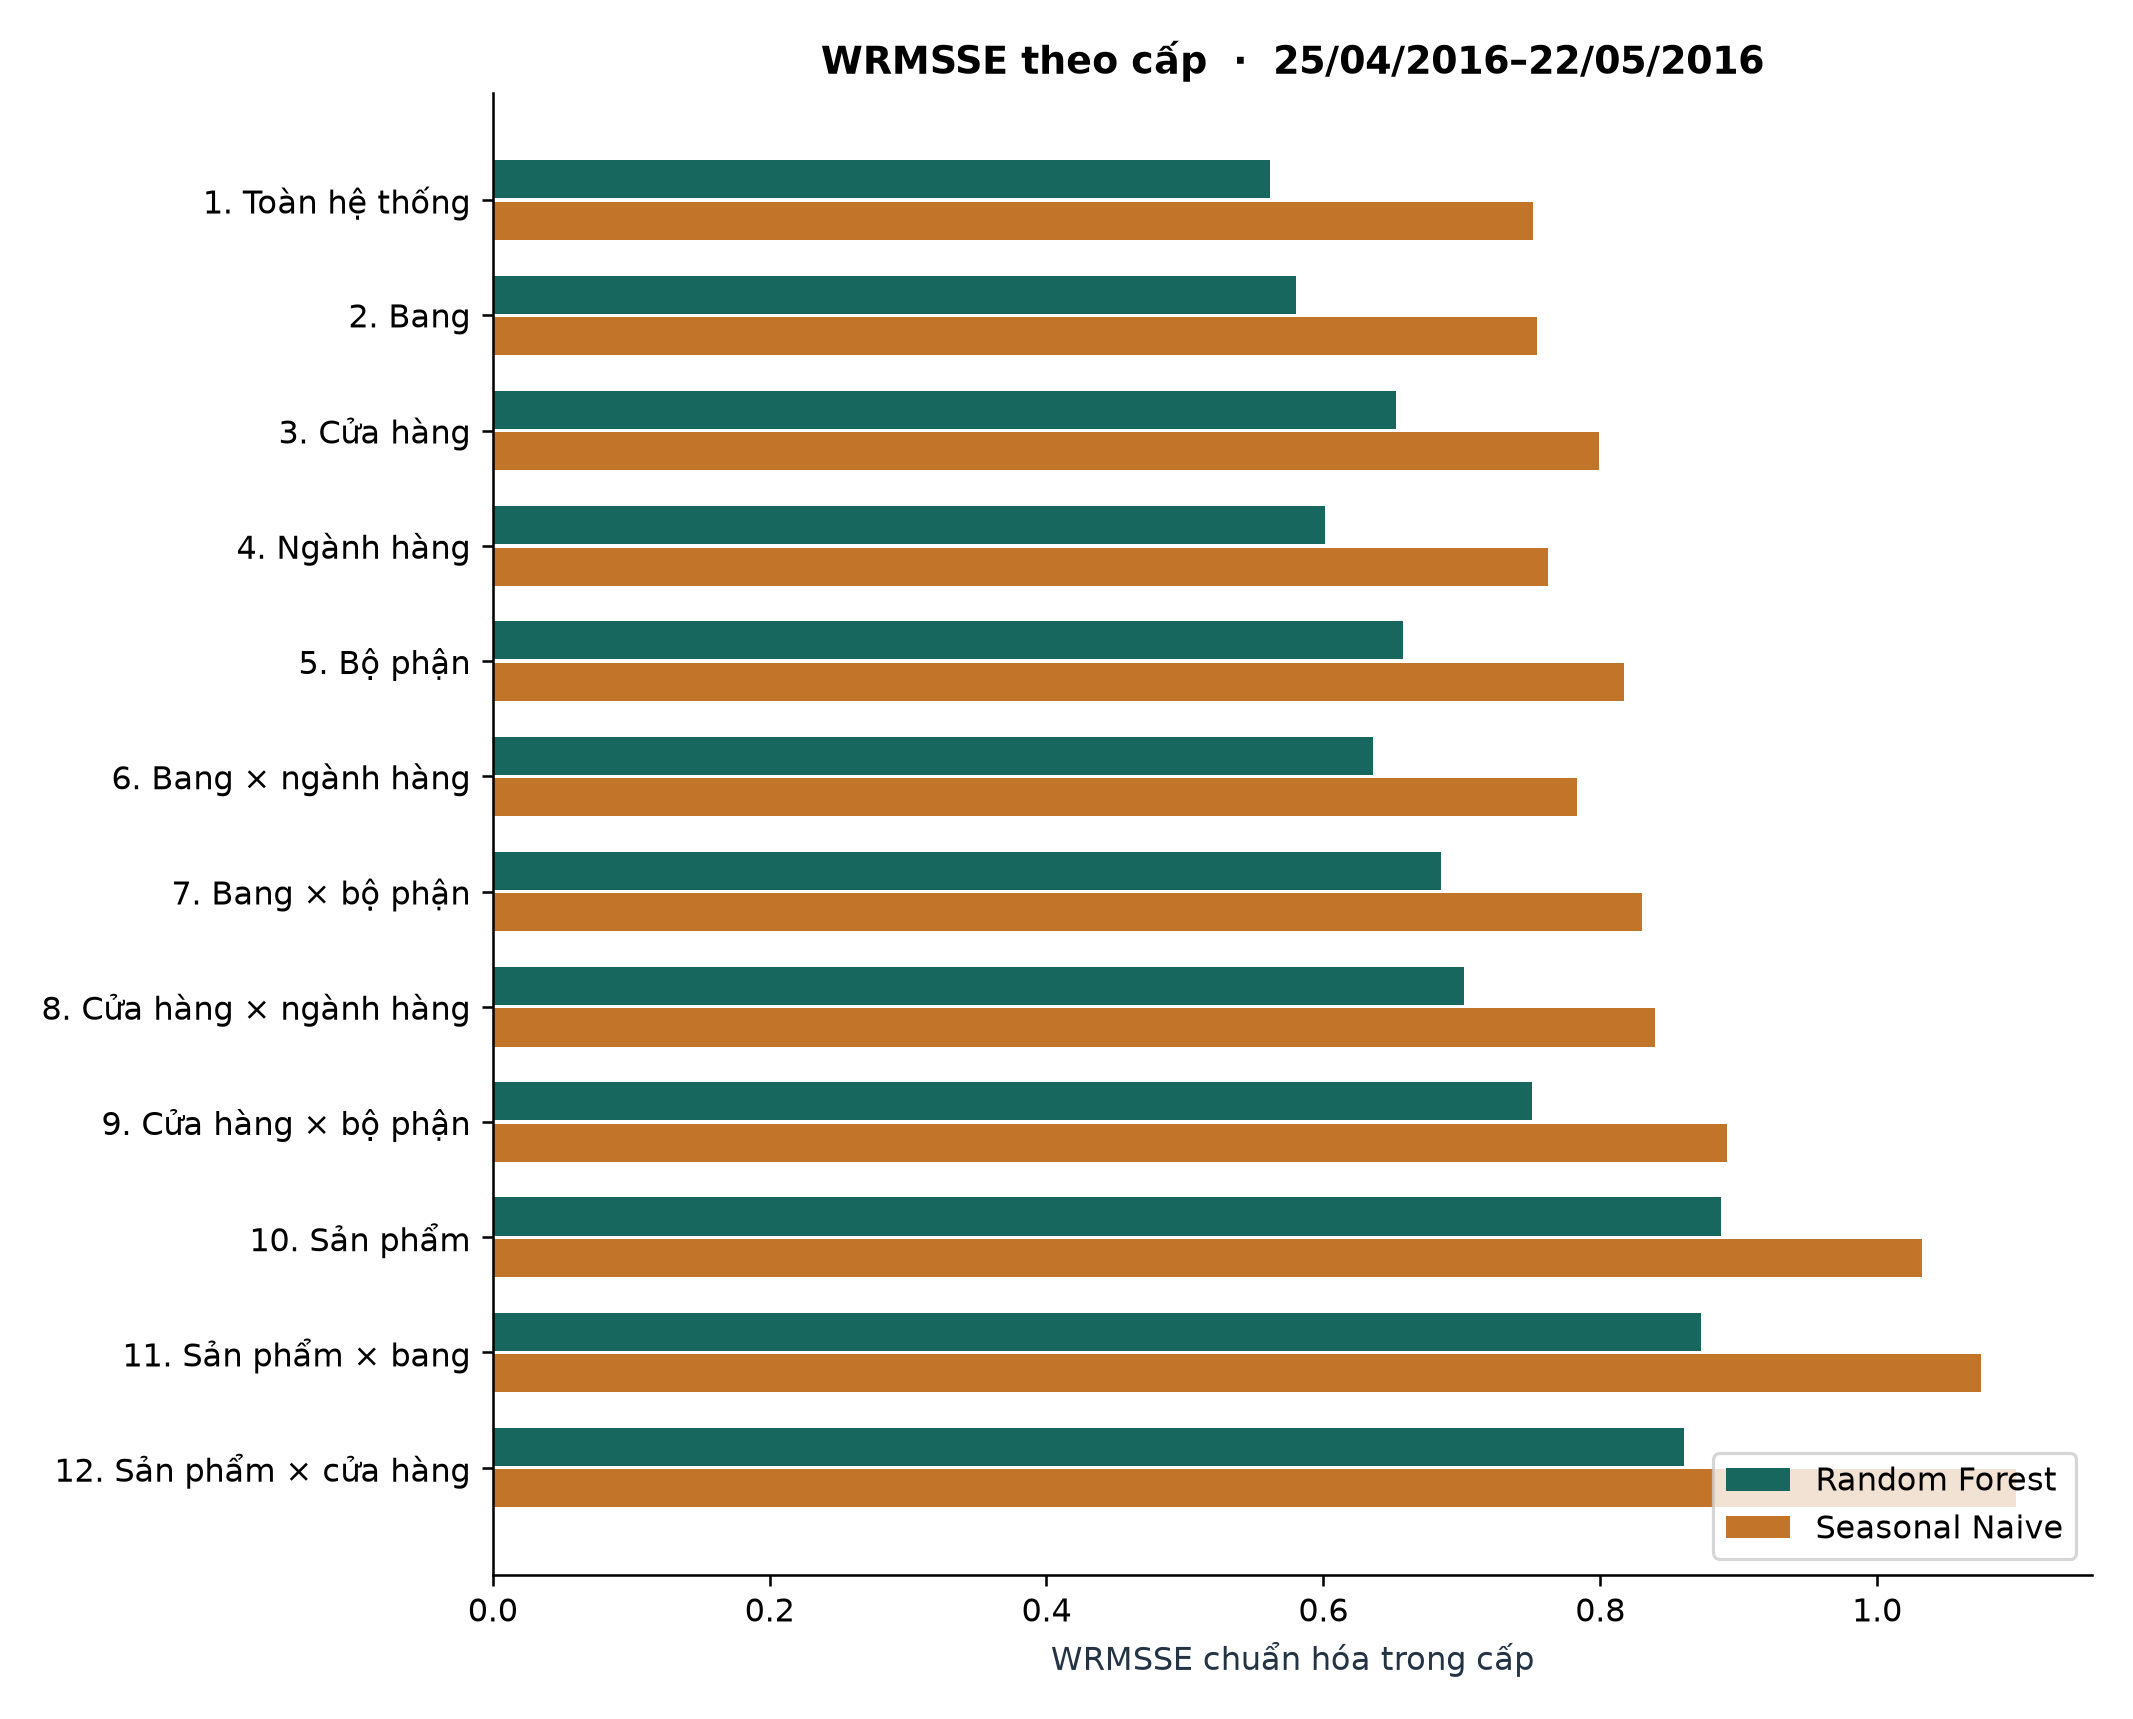 WRMSSE theo cấp · 25/04/2016–22/05/2016
1. Toàn hệ thống
2. Bang
3. Cửa hàng
4. Ngành hàng
5. Bộ phận
6. Bang × ngành hàng
7. Bang × bộ phận
8. Cửa hàng × ngành hàng
9. Cửa hàng × bộ phận
10. Sản phẩm
11. Sản phẩm × bang
12. Sản phẩm × cửa hàng
Random Forest
Seasonal Naive
0.0 0.2 0.4 0.6 0.8 1.0
WRMSSE chuẩn hóa trong cấp